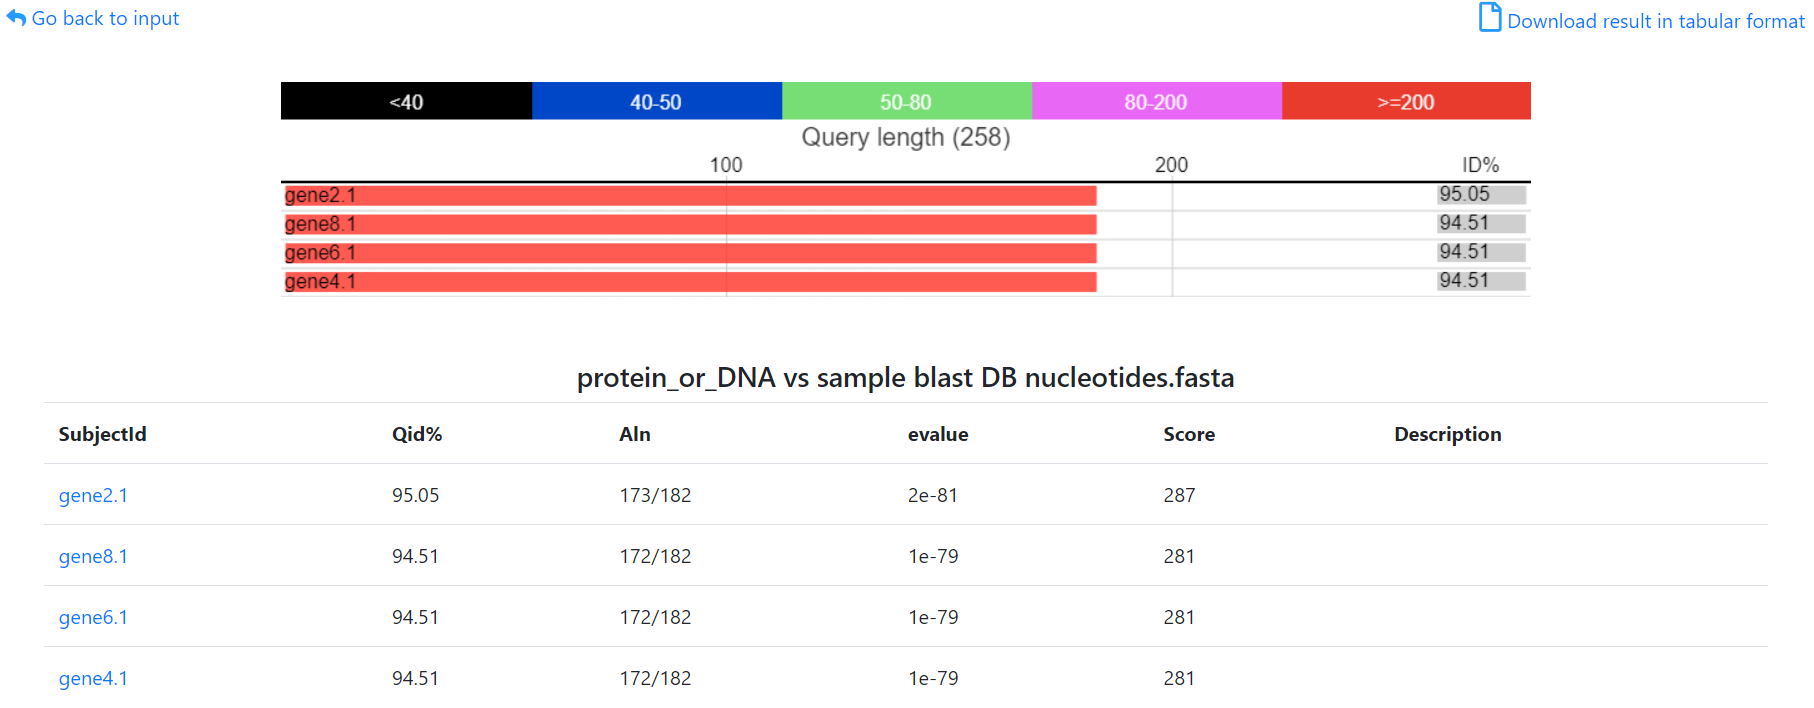 Go back to input
Download result in tabular format
<40 40-50 50-80 80-200 >=200
Query length (258)
100 200 ID%
gene2.1 95.05
gene8.1 94.51
gene6.1 94.51
gene4.1 94.51
protein_or_DNA vs sample blast DB nucleotides.fasta
SubjectId Qid% Aln evalue Score Description
gene2.1 95.05 173/182 2e-81 287
gene8.1 94.51 172/182 1e-79 281
gene6.1 94.51 172/182 1e-79 281
gene4.1 94.51 172/182 1e-79 281